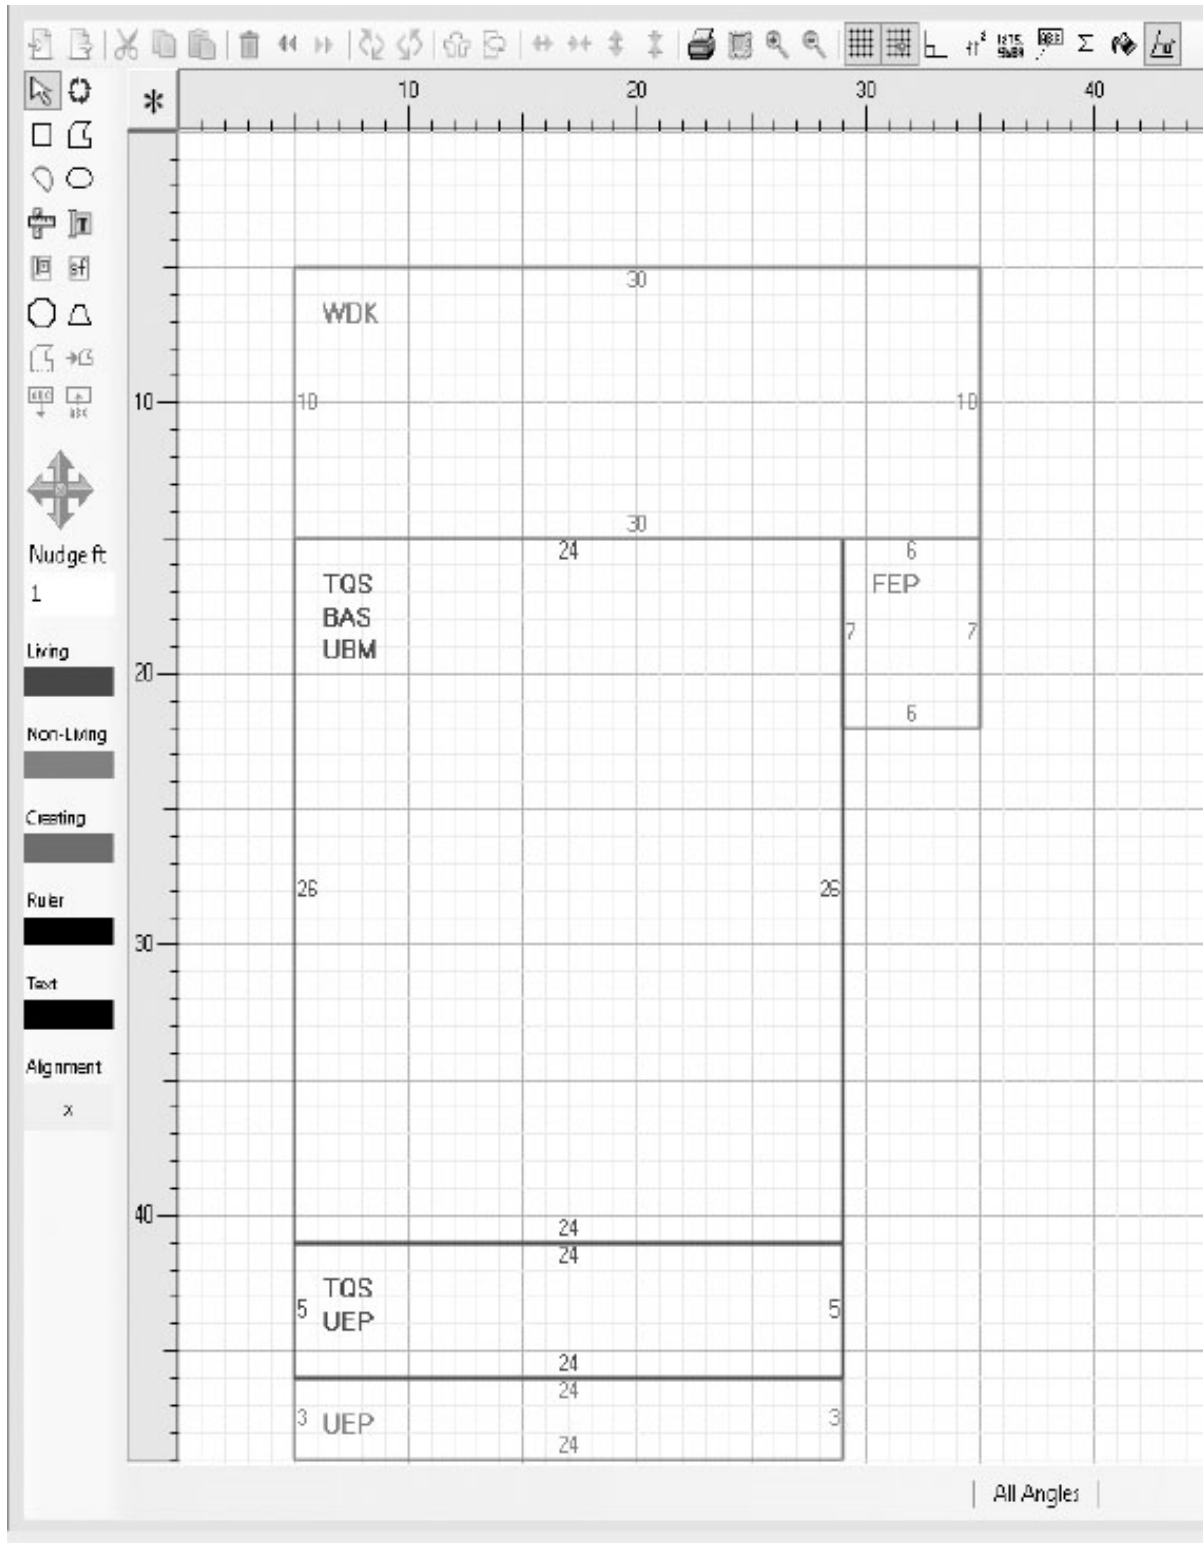 10 20 30 40
30
WDK
10 10
10
30
24 6
TQS FEP
BAS
UBM
7 7
20
6
26 26
30
40
24
24
TQS
5 5
UEP
24
24
3 UEP 3
24
Nudge ft
1
Living
Non-Living
Creating
Ruler
Text
Alignment
x
All Angles